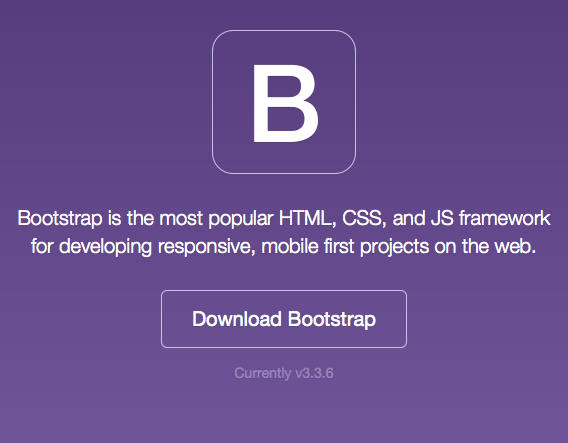 B
Bootstrap is the most popular HTML, CSS, and JS framework
for developing responsive, mobile first projects on the web.
Download Bootstrap
Currently v3.3.6